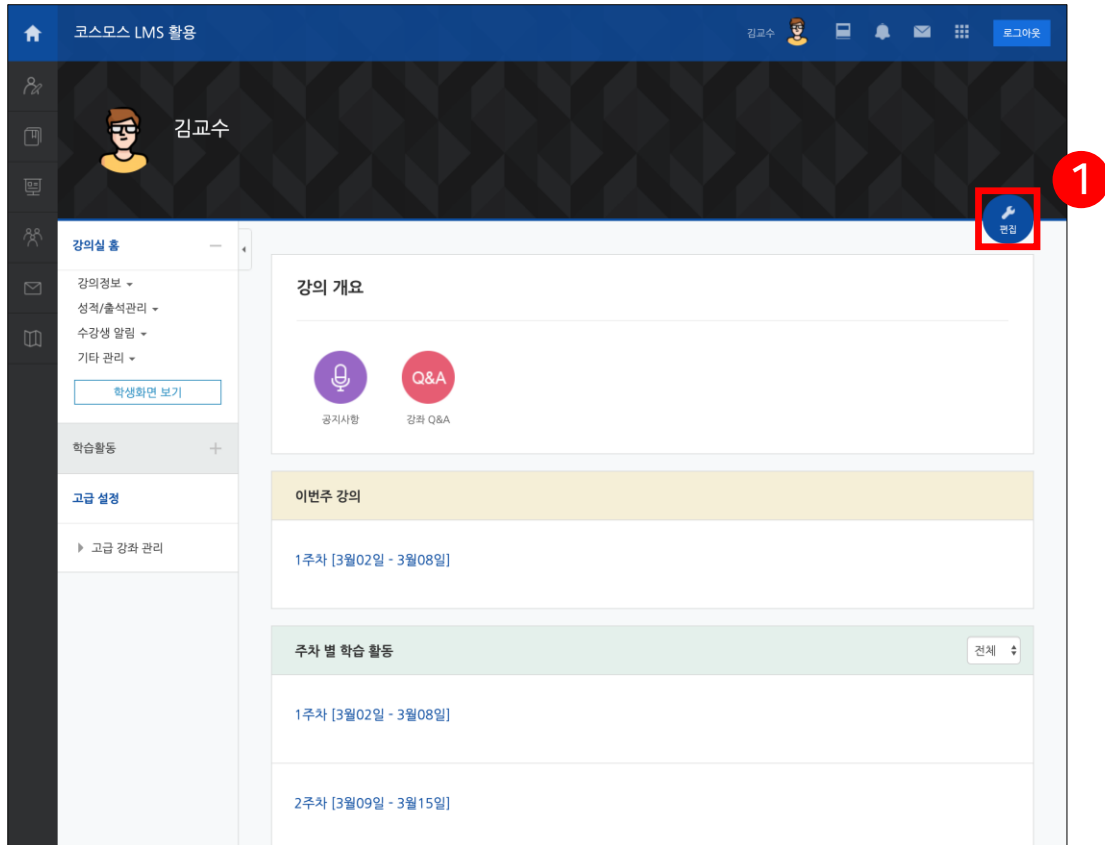 코스모스 LMS 활용
김교수
로그아웃
김교수
1
편집
강의실 홈
강의정보
성적/출석관리
수강생 알림
기타 관리
학생화면 보기
학습활동
고급 설정
고급 강좌 관리
강의 개요
Q&A
공지사항
강좌 Q&A
이번주 강의
1주차 [3월02일 - 3월08일]
주차 별 학습 활동
전체
1주차 [3월02일 - 3월08일]
2주차 [3월09일 - 3월15일]